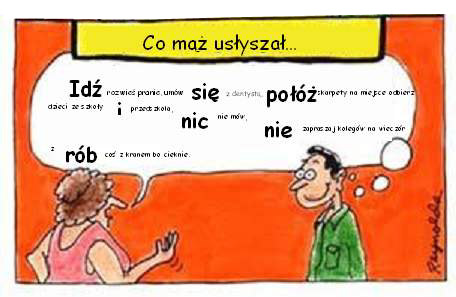 Co mąż usłyszał...
Idź rozwieś pranie, umów się z dentystą, połóż skarpety na miejsce odbierz
dzieci ze szkoły i przedszkola, nic nie mów, nie zapraszaj kolegów na wieczór
z rób coś z kranem bo cieknie.
Reynolds